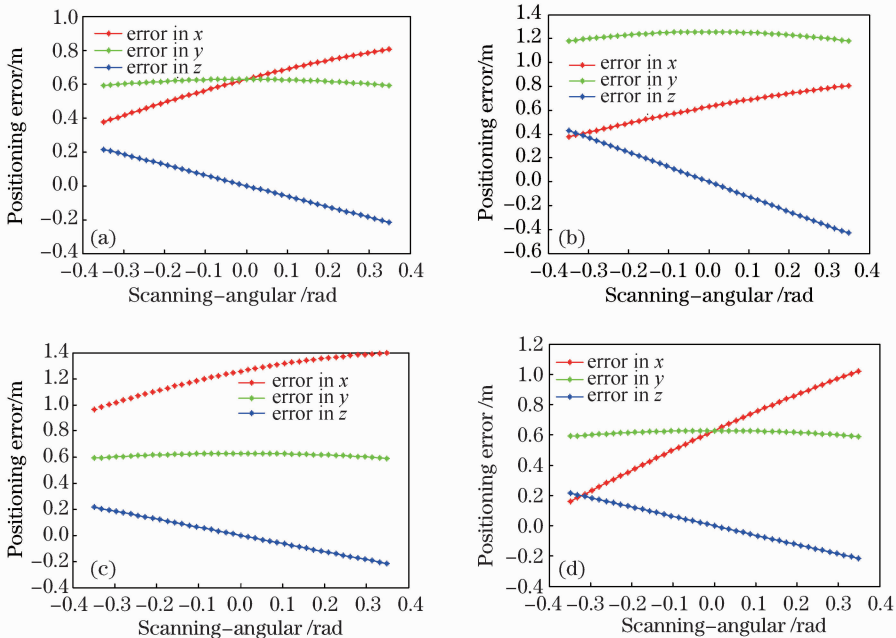 1.0
0.8
0.6
0.4
0.2
0.0
−0.2
−0.4
Positioning error/m
error in x
error in y
error in z
(a)
−0.4 −0.3 −0.2 −0.1 0.0 0.1 0.2 0.3 0.4
Scanning−angular /rad
1.4
1.2
1.0
0.8
0.6
0.4
0.2
0.0
−0.2
−0.4
−0.6
Positioning error/m
error in x
error in y
error in z
(b)
−0.4 −0.3 −0.2 −0.1 0.0 0.1 0.2 0.3 0.4
Scanning−angular /rad
1.4
1.2
1.0
0.8
0.6
0.4
0.2
0.0
−0.2
−0.4
Positioning error/m
error in x
error in y
error in z
(c)
−0.4 −0.3 −0.2 −0.1 0.0 0.1 0.2 0.3 0.4
Scanning−angular /rad
1.2
1.0
0.8
0.6
0.4
0.2
0.0
−0.2
−0.4
Positioning error /m
error in x
error in y
error in z
(d)
−0.4 −0.3 −0.2 −0.1 0.0 0.1 0.2 0.3 0.4
Scanning−angular /rad